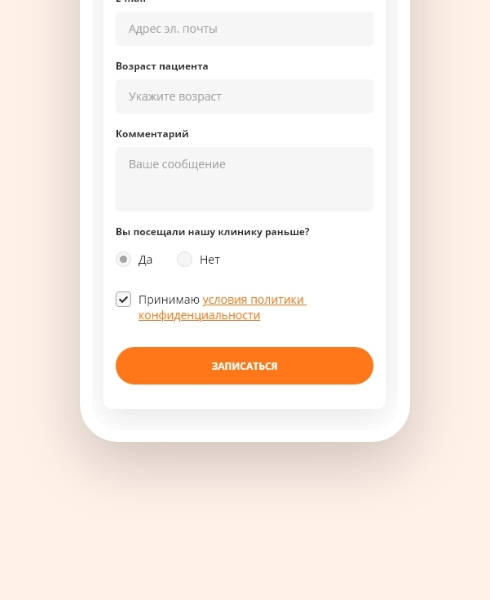 E-mail
Адрес эл. почты
Возраст пациента
Укажите возраст
Комментарий
Ваше сообщение
Вы посещали нашу клинику раньше?
Да Нет
Принимаю условия политики
конфиденциальности
ЗАПИСАТЬСЯ